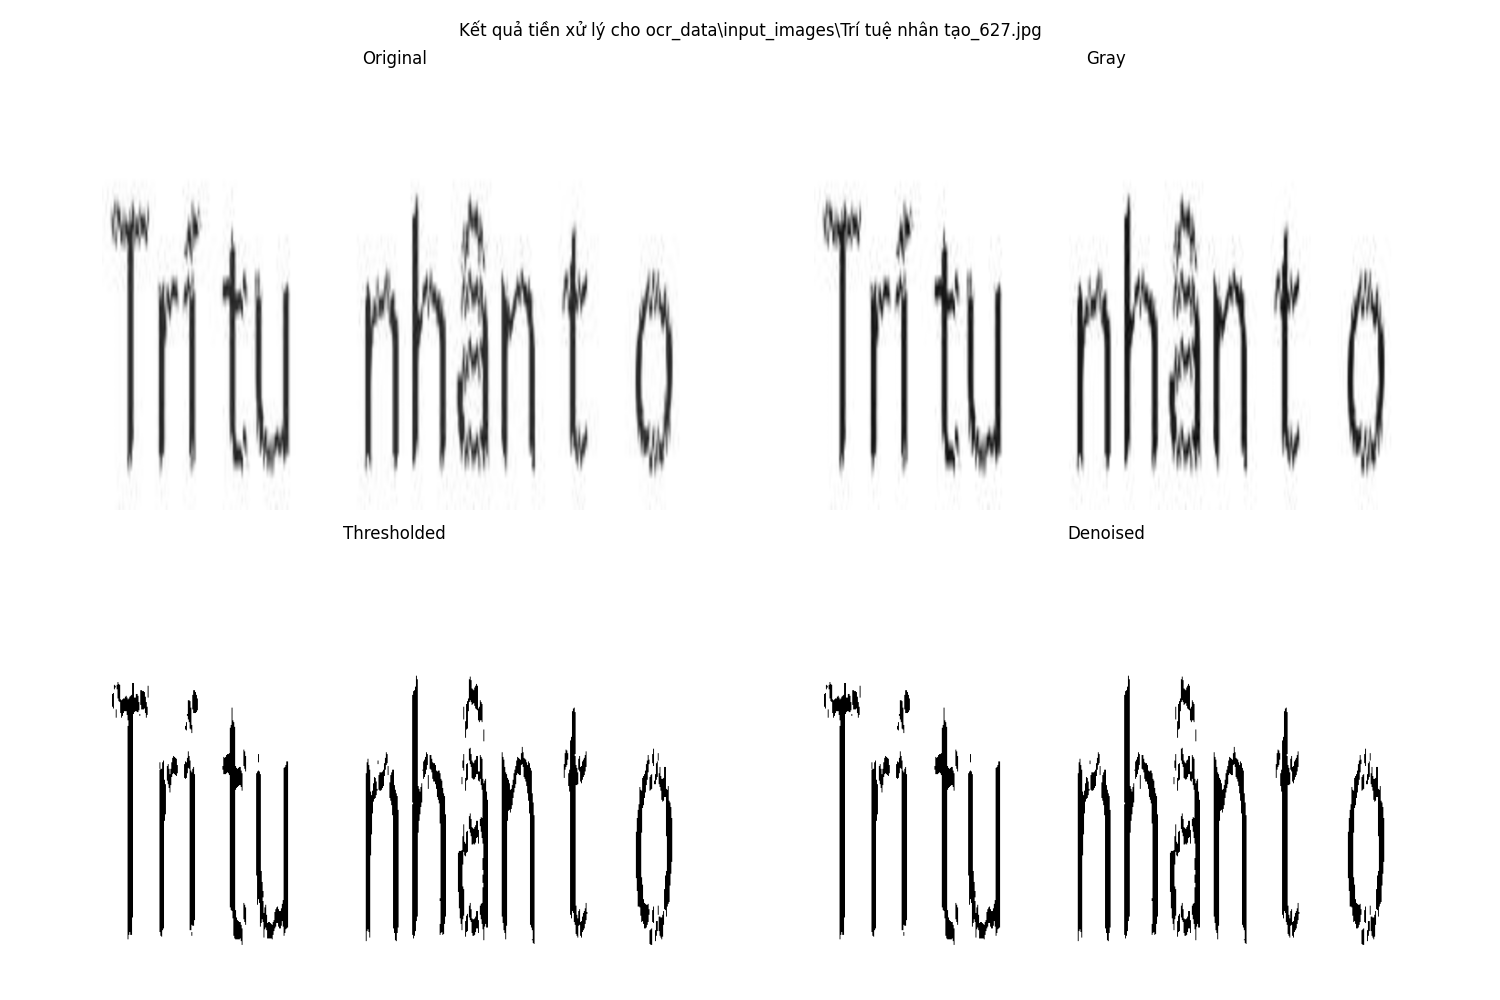 Kết quả tiền xử lý cho ocr_data\input_images\Trí tuệ nhân tạo_627.jpg
Original
Gray
Trí tu nhân t o
Trí tu nhân t o
Thresholded
Denoised
Trí tu nhân t o
Trí tu nhân t o